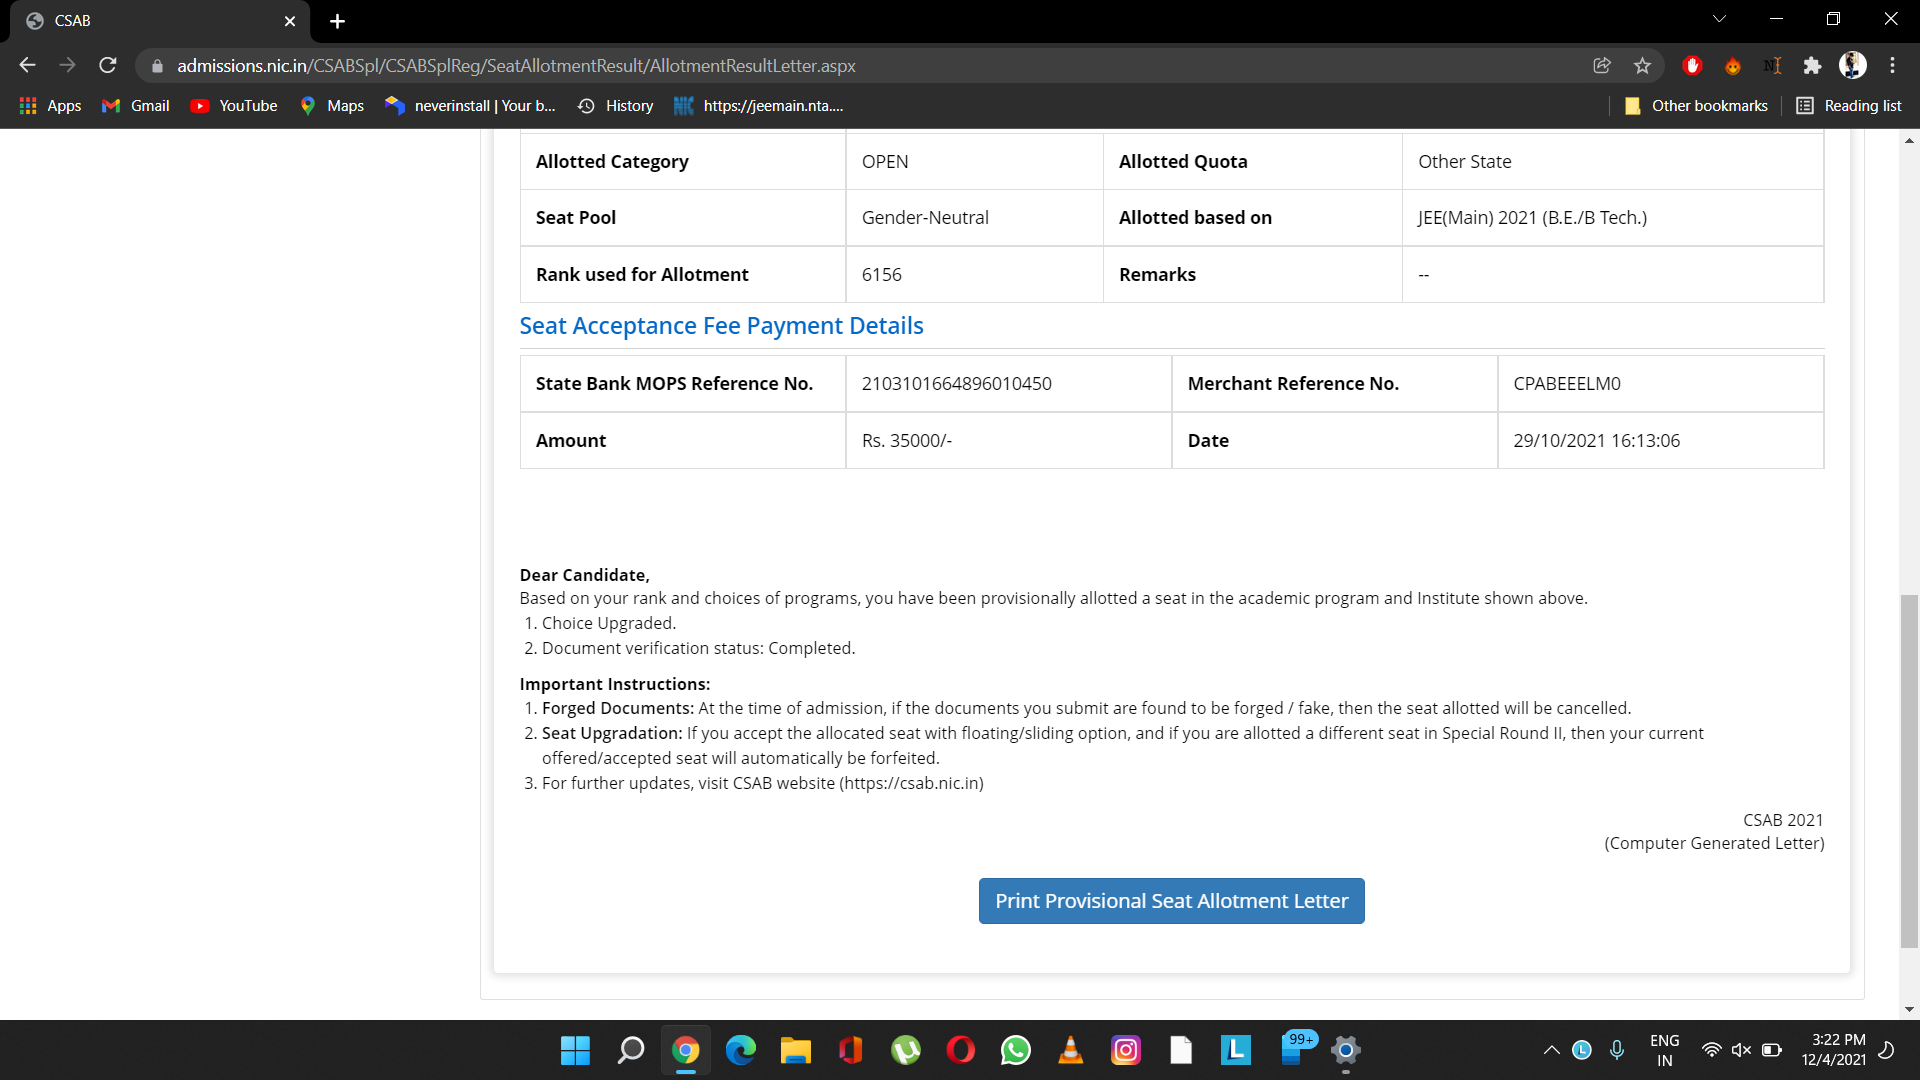 CSAB
admissions.nic.in/CSABSpl/CSABSplReg/SeatAllotmentResult/AllotmentResultLetter.aspx
Apps Gmail YouTube Maps neverinstall | Your b... History https://jeemain.nta.... Other bookmarks Reading list
Allotted Category OPEN Allotted Quota Other State
Seat Pool Gender-Neutral Allotted based on JEE(Main) 2021 (B.E./B Tech.)
Rank used for Allotment 6156 Remarks --
Seat Acceptance Fee Payment Details
State Bank MOPS Reference No. 2103101664896010450 Merchant Reference No. CPABEEELM0
Amount Rs. 35000/- Date 29/10/2021 16:13:06
Dear Candidate,
Based on your rank and choices of programs, you have been provisionally allotted a seat in the academic program and Institute shown above.
1. Choice Upgraded.
2. Document verification status: Completed.
Important Instructions:
1. Forged Documents: At the time of admission, if the documents you submit are found to be forged / fake, then the seat allotted will be cancelled.
2. Seat Upgradation: If you accept the allocated seat with floating/sliding option, and if you are allotted a different seat in Special Round II, then your current
offered/accepted seat will automatically be forfeited.
3. For further updates, visit CSAB website (https://csab.nic.in)
CSAB 2021
(Computer Generated Letter)
Print Provisional Seat Allotment Letter
99+
ENG
IN
3:22 PM
12/4/2021